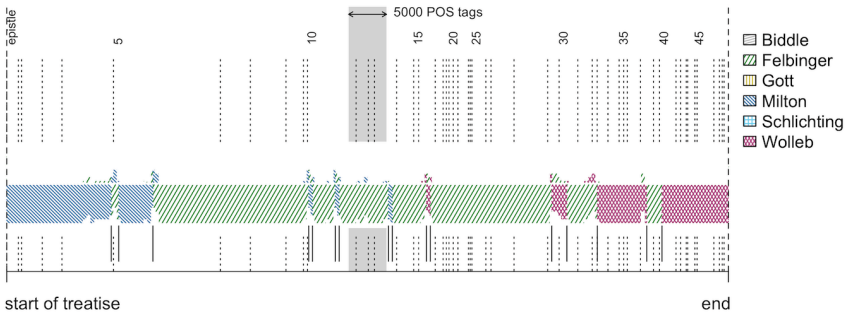 5000 POS tags
epistle
5
10
15
20
25
30
35
40
45
Biddle
Felbinger
Gott
Milton
Schlichting
Wolleb
start of treatise
end